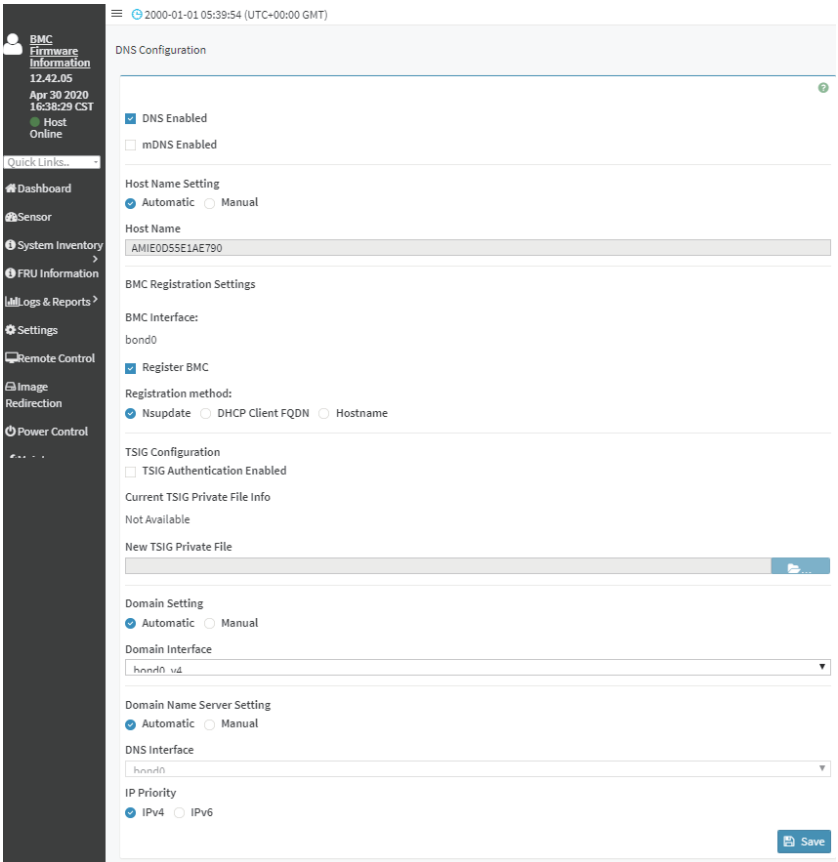 2000-01-01 05:39:54 (UTC+00:00 GMT)
BMC
Firmware
Information
12.42.05
Apr 30 2020
16:38:29 CST
Host
Online
Quick Links..
Dashboard
Sensor
System Inventory
FRU Information
Logs & Reports
Settings
Remote Control
Image
Redirection
Power Control
DNS Configuration
DNS Enabled
mDNS Enabled
Host Name Setting
Automatic Manual
Host Name
AMIE0D55E1AE790
BMC Registration Settings
BMC Interface:
bond0
Register BMC
Registration method:
Nsupdate DHCP Client FQDN Hostname
TSIG Configuration
TSIG Authentication Enabled
Current TSIG Private File Info
Not Available
New TSIG Private File
...
Domain Setting
Automatic Manual
Domain Interface
bond0_v4
Domain Name Server Setting
Automatic Manual
DNS Interface
bond0
IP Priority
IPv4 IPv6
Save